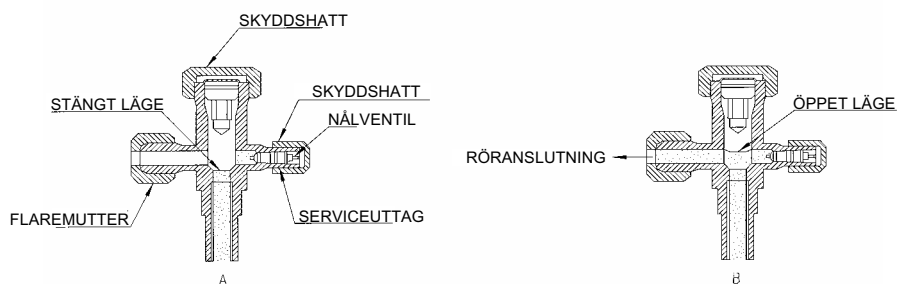 SKYDDSHATT
STÄNGT LÄGE
SKYDDSHATT
NÅLVENTIL
FLAREMUTTER
SERVICEUTTAG
A
ÖPPET LÄGE
RÖRANSLUTNING
B